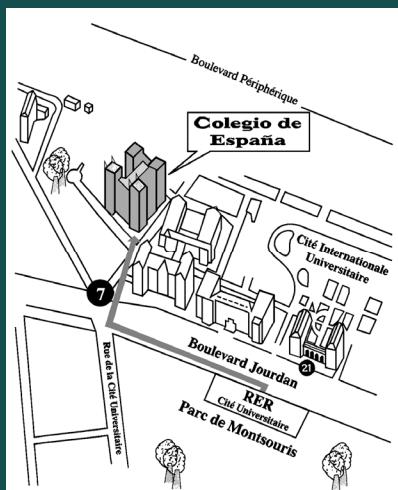 Boulevard Périphérique
Colegio de
España
Cité Internationale
Universitaire
7
Boulevard Jourdan
21
RER
Cité Universitaire
Parc de Montsouris
Rue de la Cité Universitaire